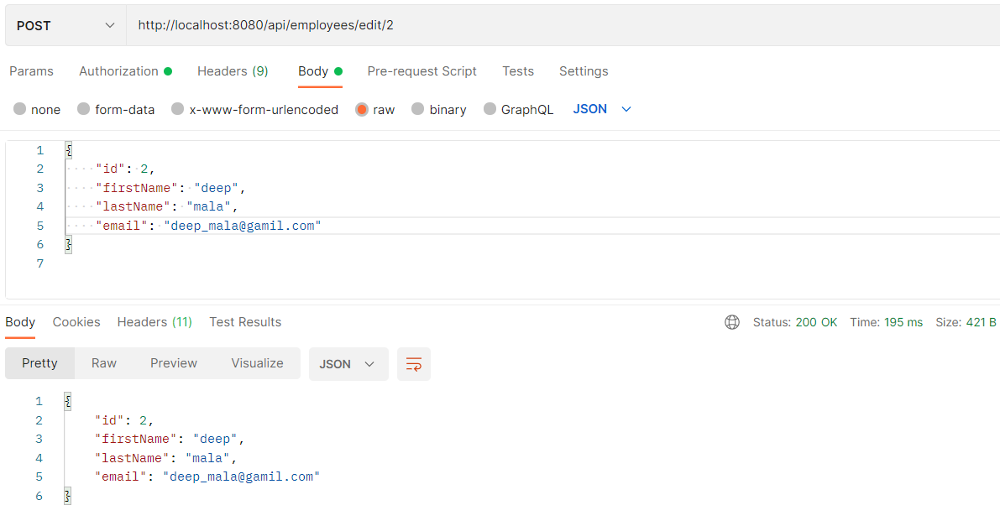 POST http://localhost:8080/api/employees/edit/2
Params Authorization Headers (9) Body Pre-request Script Tests Settings
none form-data x-www-form-urlencoded raw binary GraphQL JSON
1 {
2 "id": 2,
3 "firstName": "deep",
4 "lastName": "mala",
5 "email": "deep_mala@gamil.com"
6 }
7
Body Cookies Headers (11) Test Results Status: 200 OK Time: 195 ms Size: 421 B
Pretty Raw Preview Visualize JSON
1 {
2 "id": 2,
3 "firstName": "deep",
4 "lastName": "mala",
5 "email": "deep_mala@gamil.com"
6 }